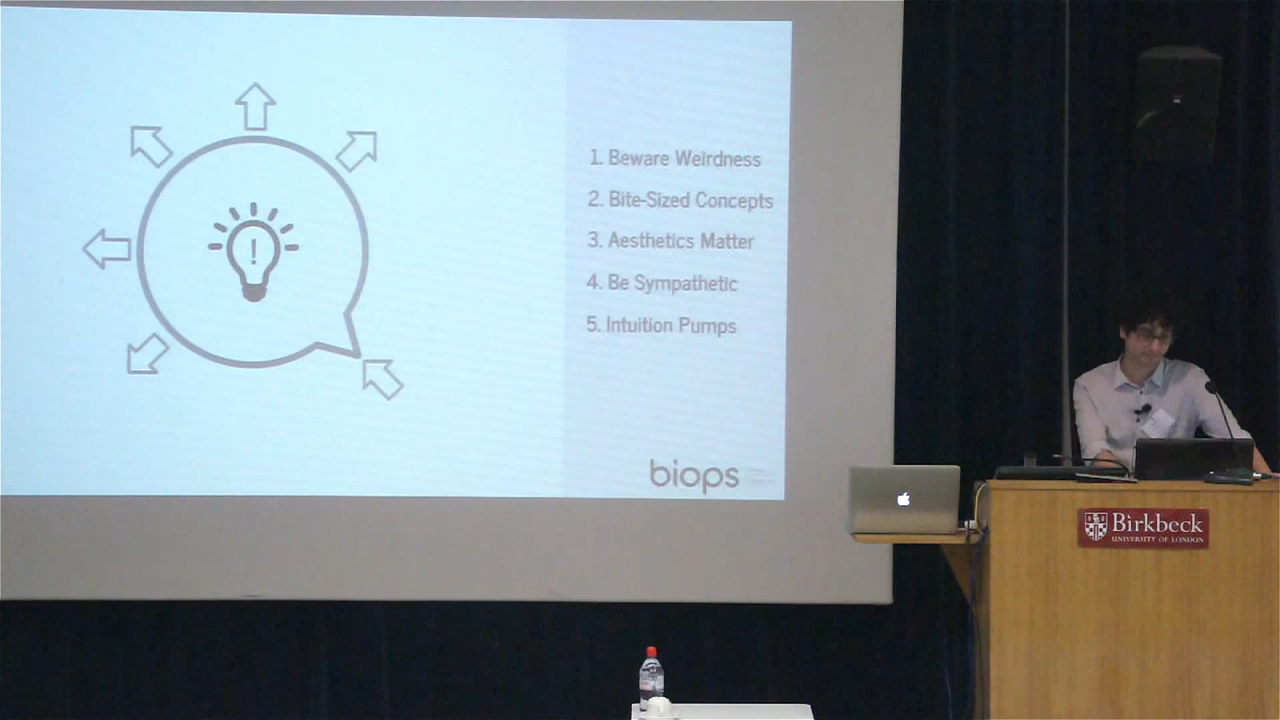 1. Beware Weirdness
2. Bite-Sized Concepts
3. Aesthetics Matter
4. Be Sympathetic
5. Intuition Pumps
biops
Birkbeck
UNIVERSITY OF LONDON